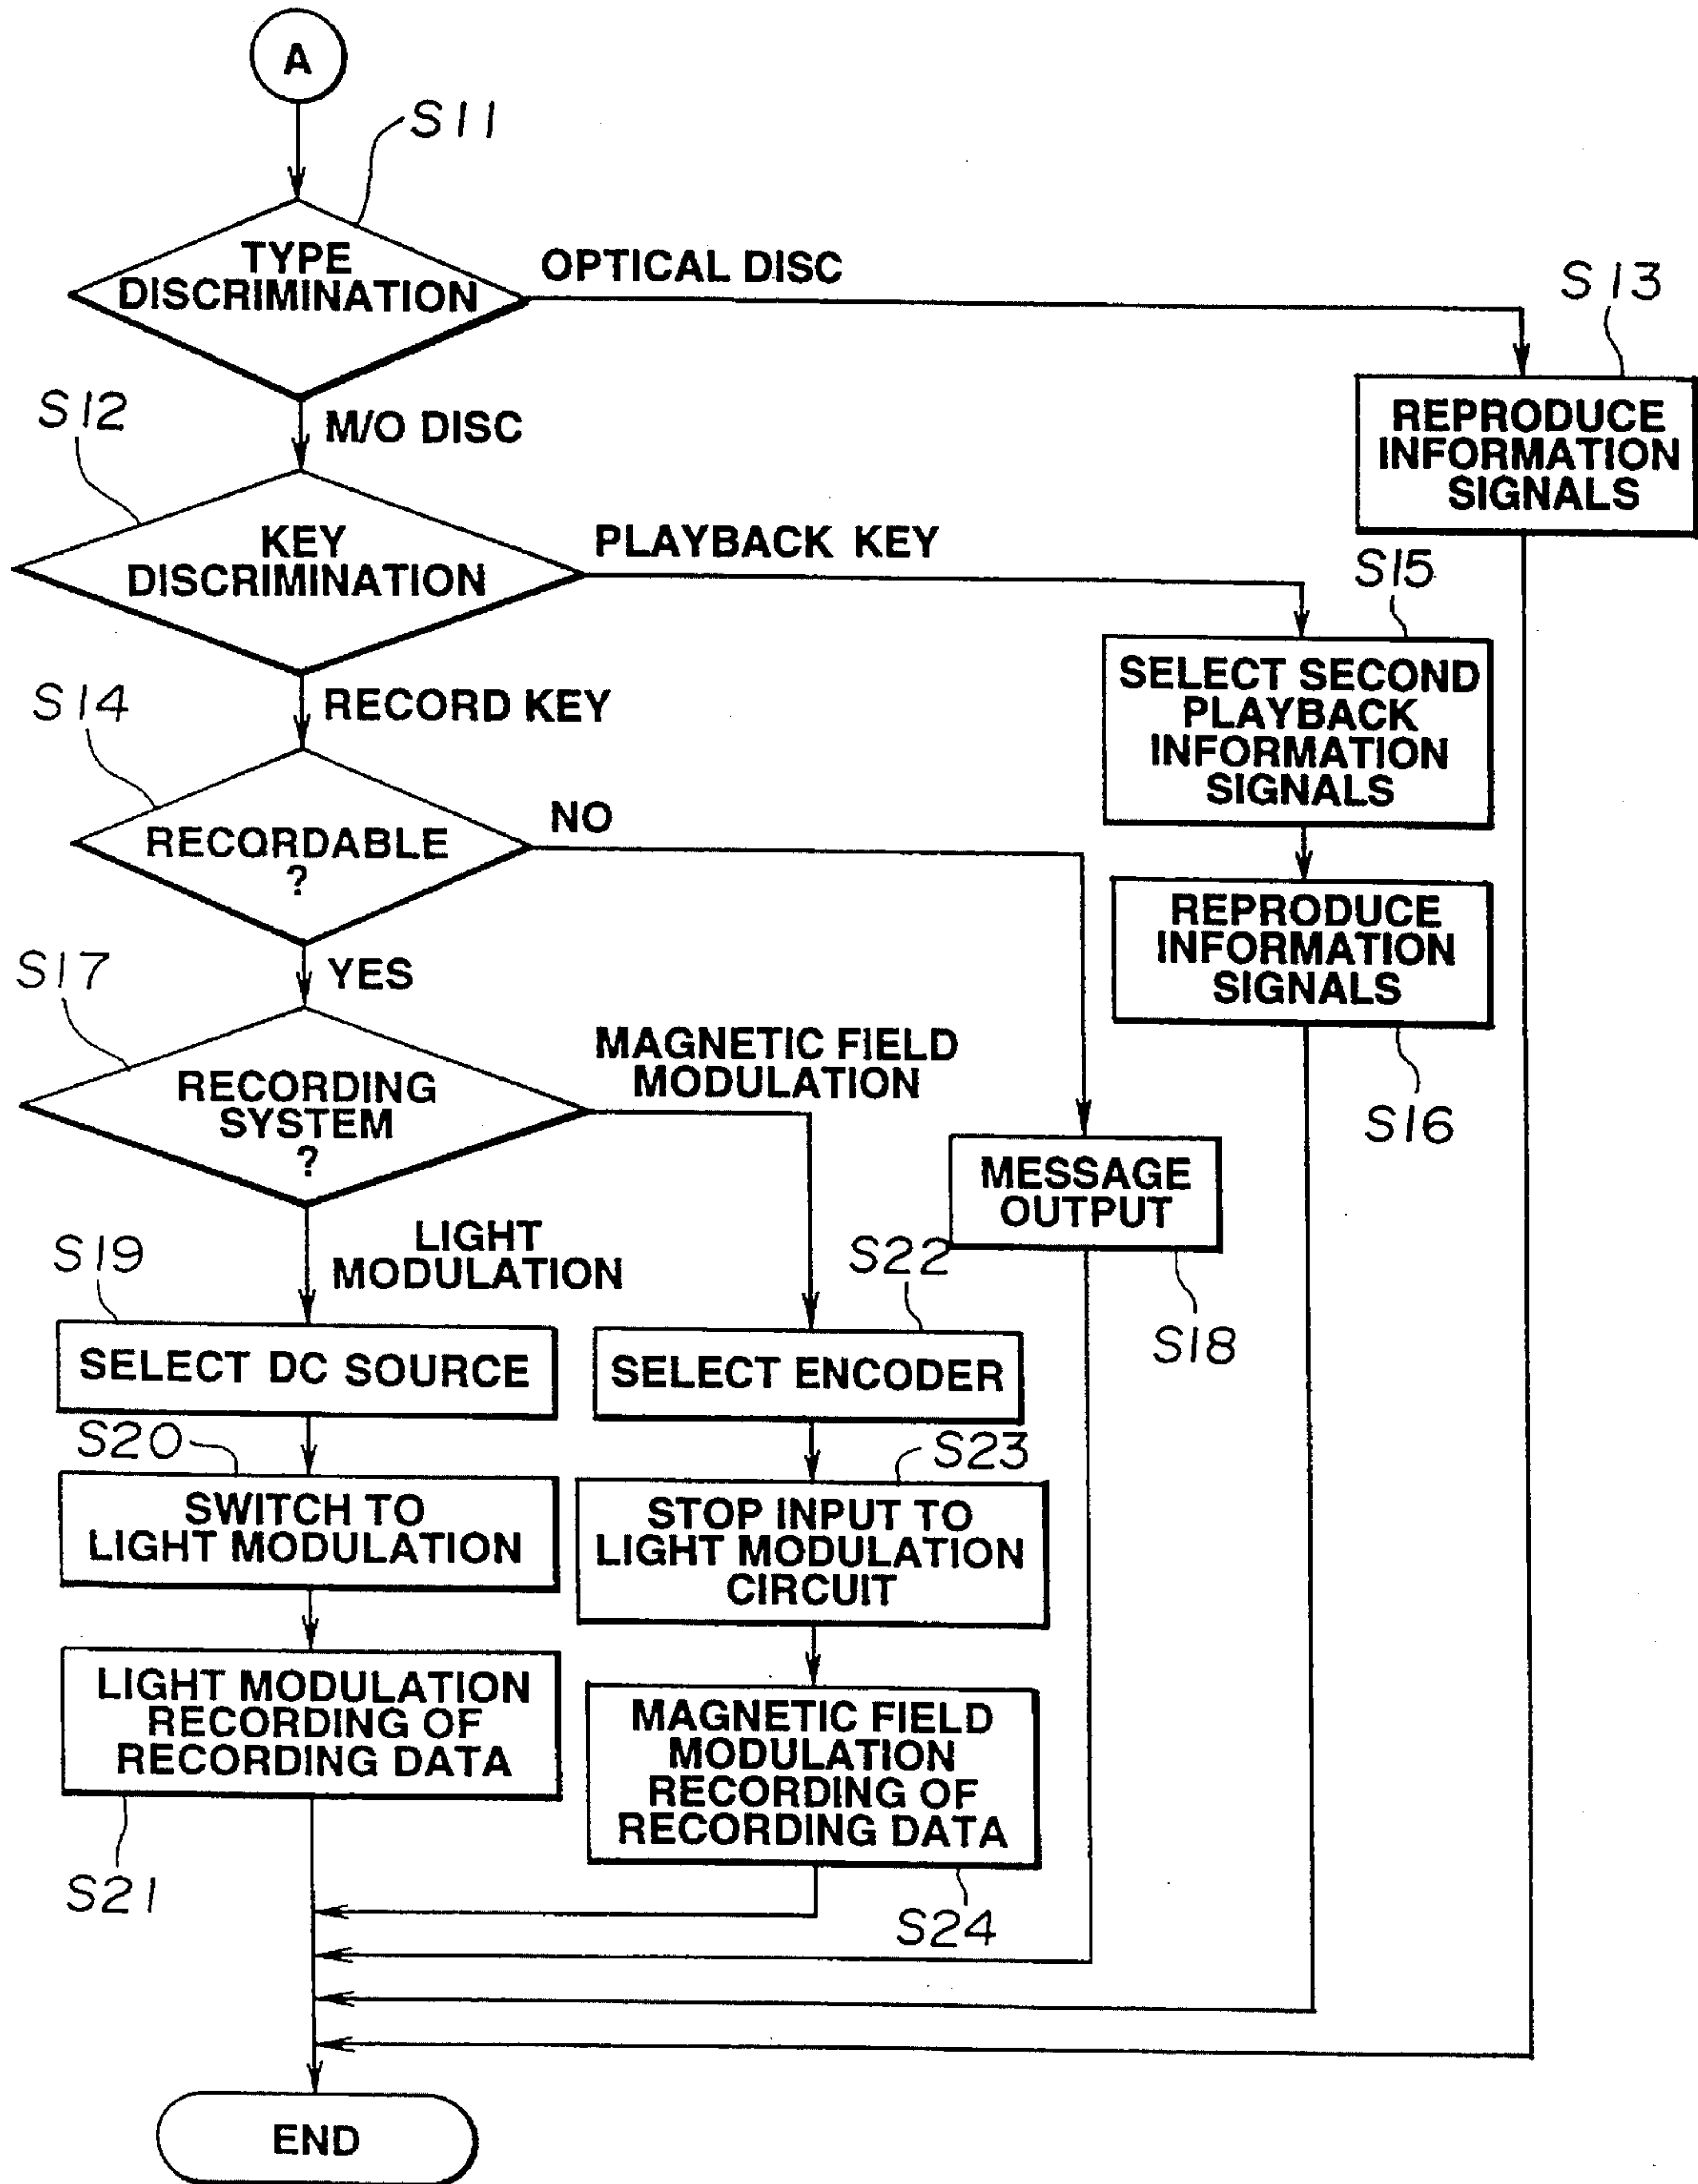 A
S11
TYPE
DISCRIMINATION
OPTICAL DISC
S13
REPRODUCE
INFORMATION
SIGNALS
S12
M/O DISC
KEY
DISCRIMINATION
PLAYBACK KEY
S15
SELECT SECOND
PLAYBACK
INFORMATION
SIGNALS
S14
RECORD KEY
RECORDABLE
?
NO
REPRODUCE
INFORMATION
SIGNALS
S16
S17
YES
RECORDING
SYSTEM
?
MAGNETIC FIELD
MODULATION
MESSAGE
OUTPUT
S18
LIGHT
MODULATION
S19
SELECT DC SOURCE
S22
SELECT ENCODER
S20
SWITCH TO
LIGHT MODULATION
S23
STOP INPUT TO
LIGHT MODULATION
CIRCUIT
LIGHT MODULATION
RECORDING OF
RECORDING DATA
S21
MAGNETIC FIELD
MODULATION
RECORDING OF
RECORDING DATA
S24
END